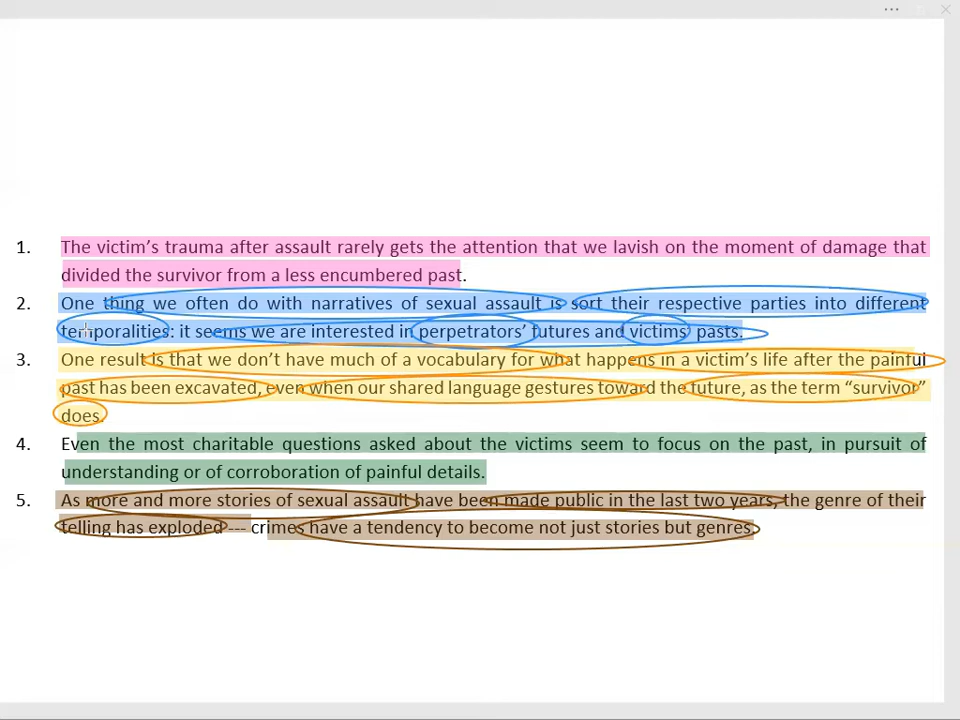 1. The victim's trauma after assault rarely gets the attention that we lavish on the moment of damage that
divided the survivor from a less encumbered past.
2. One thing we often do with narratives of sexual assault is sort their respective parties into different
temporalities: it seems we are interested in perpetrators' futures and victims' pasts.
3. One result is that we don't have much of a vocabulary for what happens in a victim's life after the painful
past has been excavated, even when our shared language gestures toward the future, as the term “survivor”
does.
4. Even the most charitable questions asked about the victims seem to focus on the past, in pursuit of
understanding or of corroboration of painful details.
5. As more and more stories of sexual assault have been made public in the last two years, the genre of their
telling has exploded --- crimes have a tendency to become not just stories but genres.